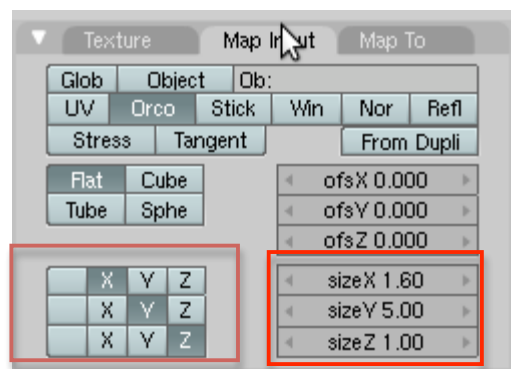 Texture Map Input Map To
Glob Object Ob:
UV Orco Stick Win Nor Refl
Stress Tangent From Dupli
Flat Cube ofsX 0.000
Tube Sphe ofsY 0.000
ofsZ 0.000
X Y Z sizeX 1.60
X Y Z sizeY 5.00
X Y Z sizeZ 1.00